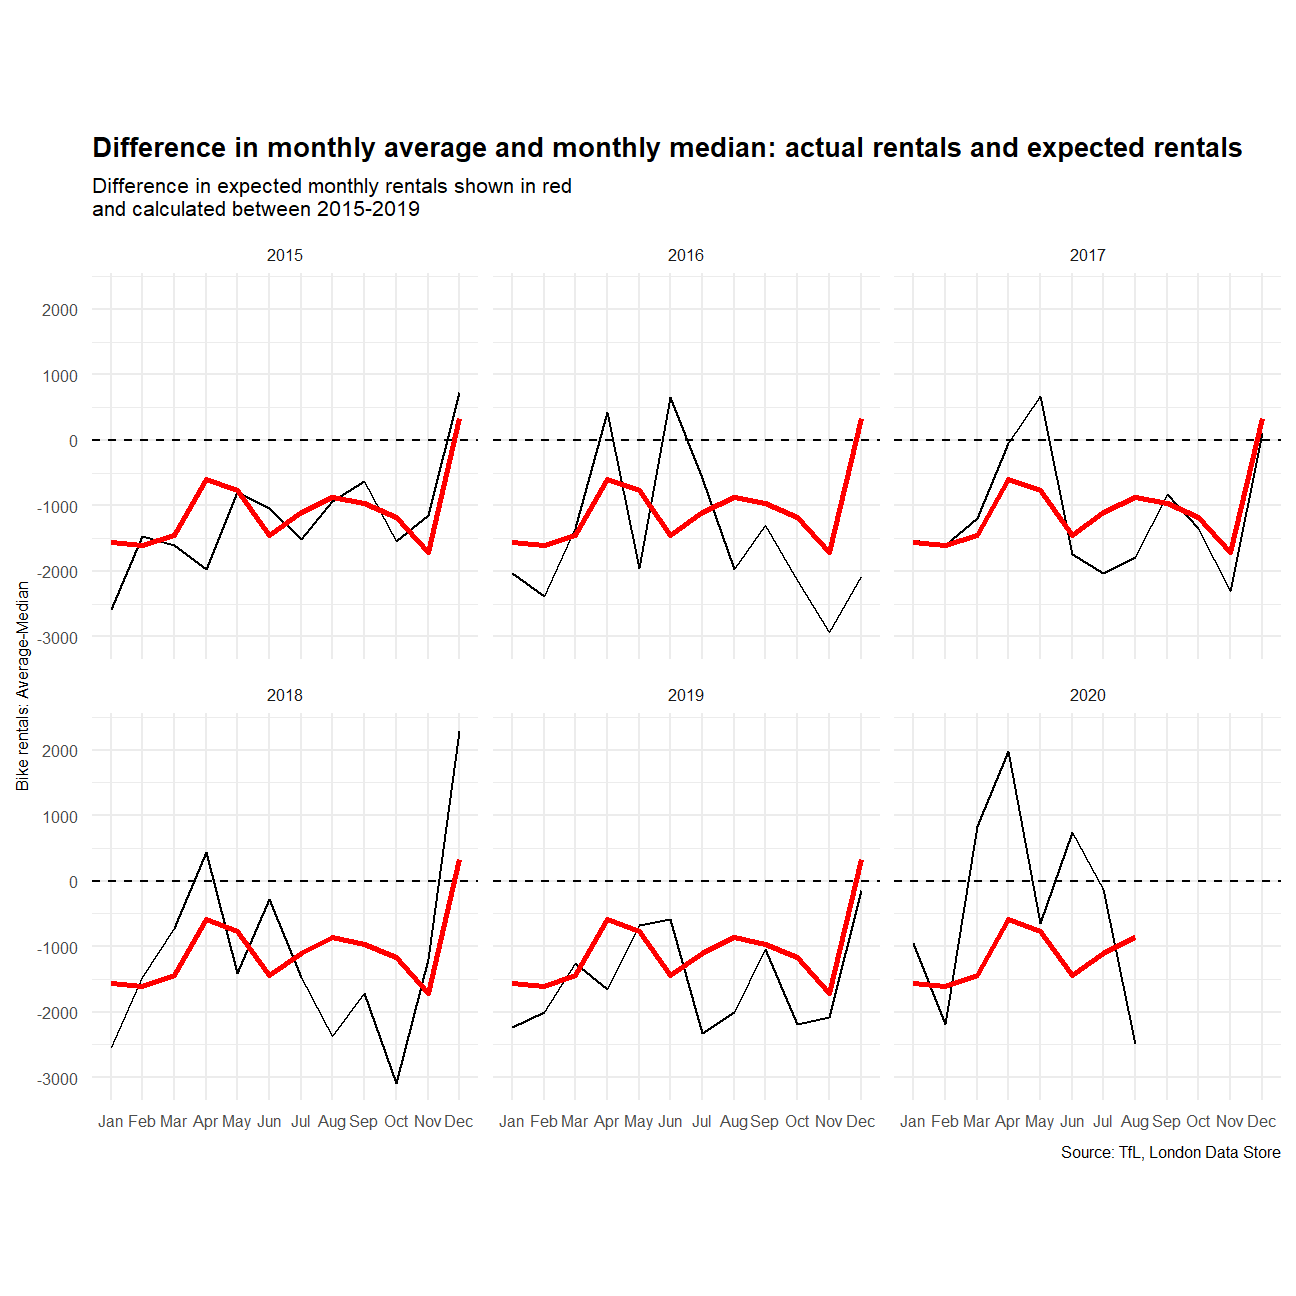 Difference in monthly average and monthly median: actual rentals and expected rentals
Difference in expected monthly rentals shown in red
and calculated between 2015-2019
2015
2016
2017
2000
1000
0
-1000
-2000
-3000
Bike rentals: Average-Median
2018
2019
2020
2000
1000
0
-1000
-2000
-3000
Jan Feb Mar Apr May Jun Jul Aug Sep Oct Nov Dec
Jan Feb Mar Apr May Jun Jul Aug Sep Oct Nov Dec
Jan Feb Mar Apr May Jun Jul Aug Sep Oct Nov Dec
Source: TfL, London Data Store